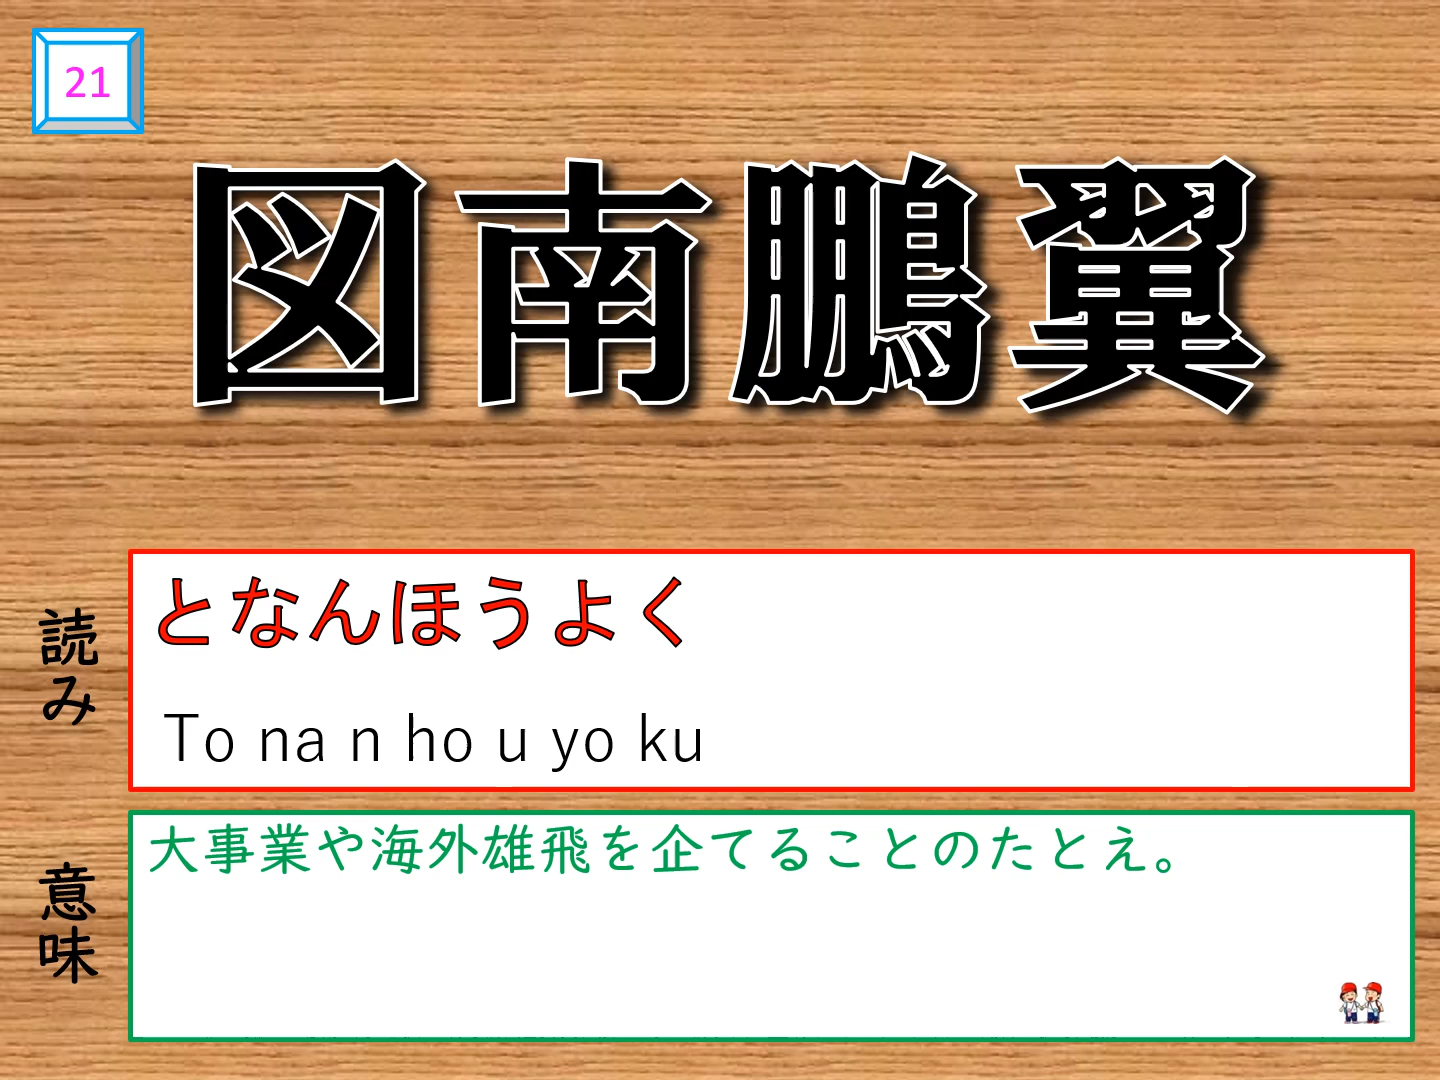 21
図南鵬翼
読み
となんほうよく
To na n ho u yo ku
意味
大事業や海外雄飛を企てることのたとえ。